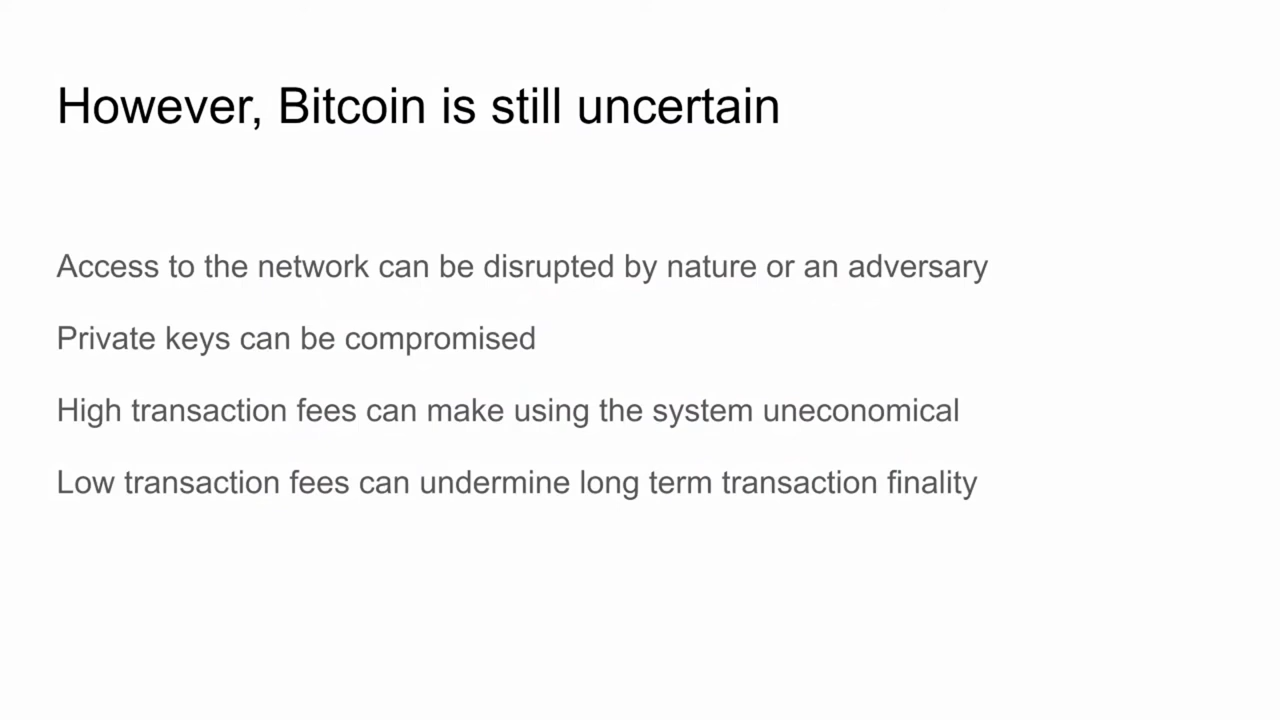 However, Bitcoin is still uncertain
Access to the network can be disrupted by nature or an adversary
Private keys can be compromised
High transaction fees can make using the system uneconomical
Low transaction fees can undermine long term transaction finality